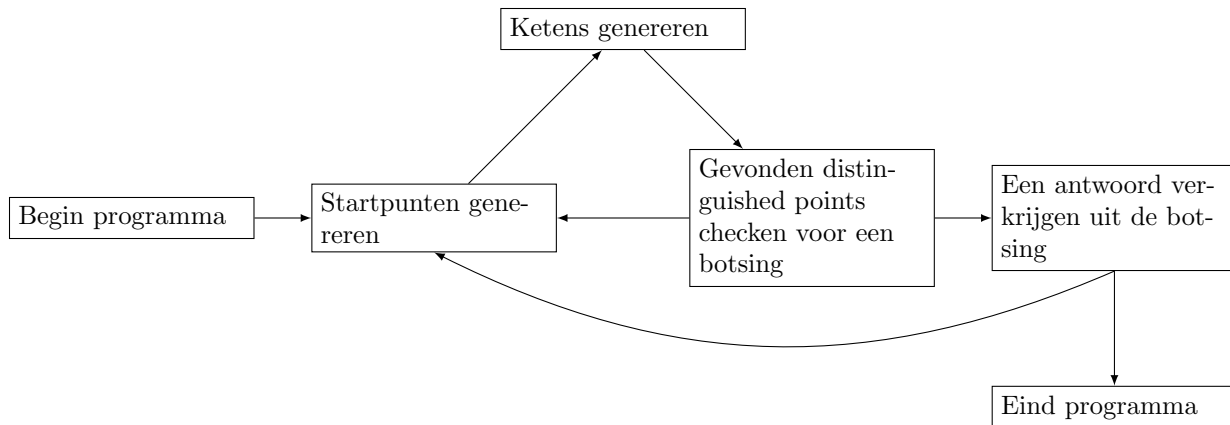 Ketens genereren
Begin programma
Startpunten gene-
reren
Gevonden distin-
guished points
checken voor een
botsing
Een antwoord ver-
krijgen uit de bot-
sing
Eind programma